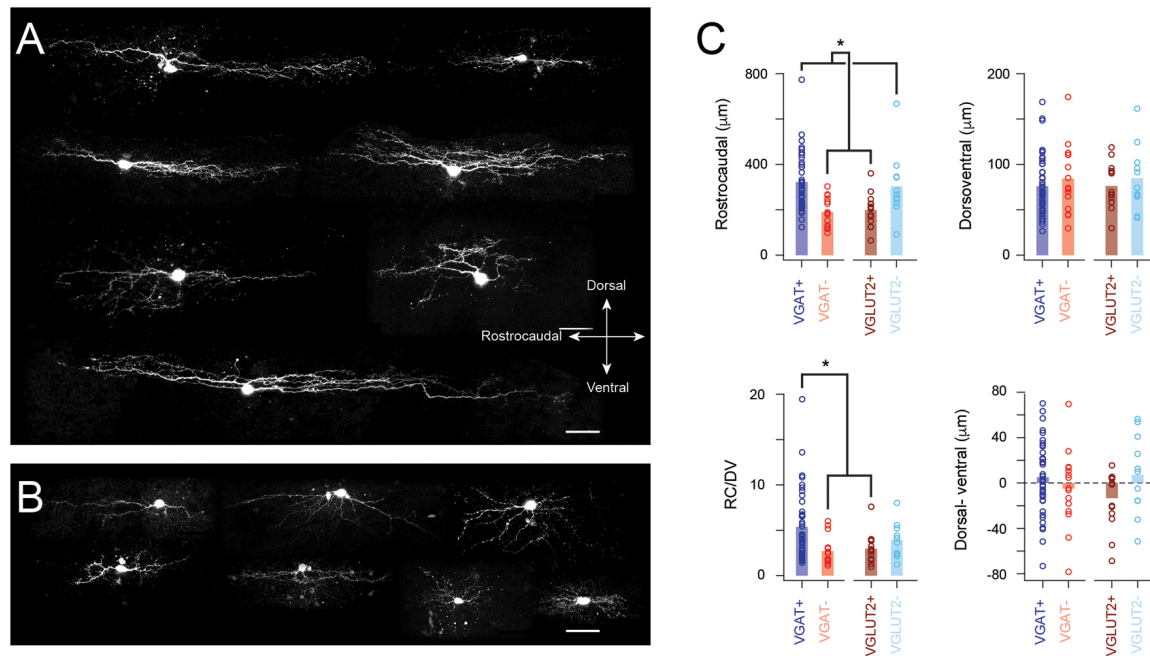 A
Dorsal
Rostrocaudal
Ventral
B
C
*
800
400
0
Rostrocaudal (μm)
VGAT+
VGAT-
VGLUT2+
VGLUT2-
200
100
50
0
Dorsoventral (μm)
VGAT+
VGAT-
VGLUT2+
VGLUT2-
*
20
10
0
RC/DV
VGAT+
VGAT-
VGLUT2+
VGLUT2-
80
40
0
-40
-80
Dorsal- ventral (μm)
VGAT+
VGAT-
VGLUT2+
VGLUT2-